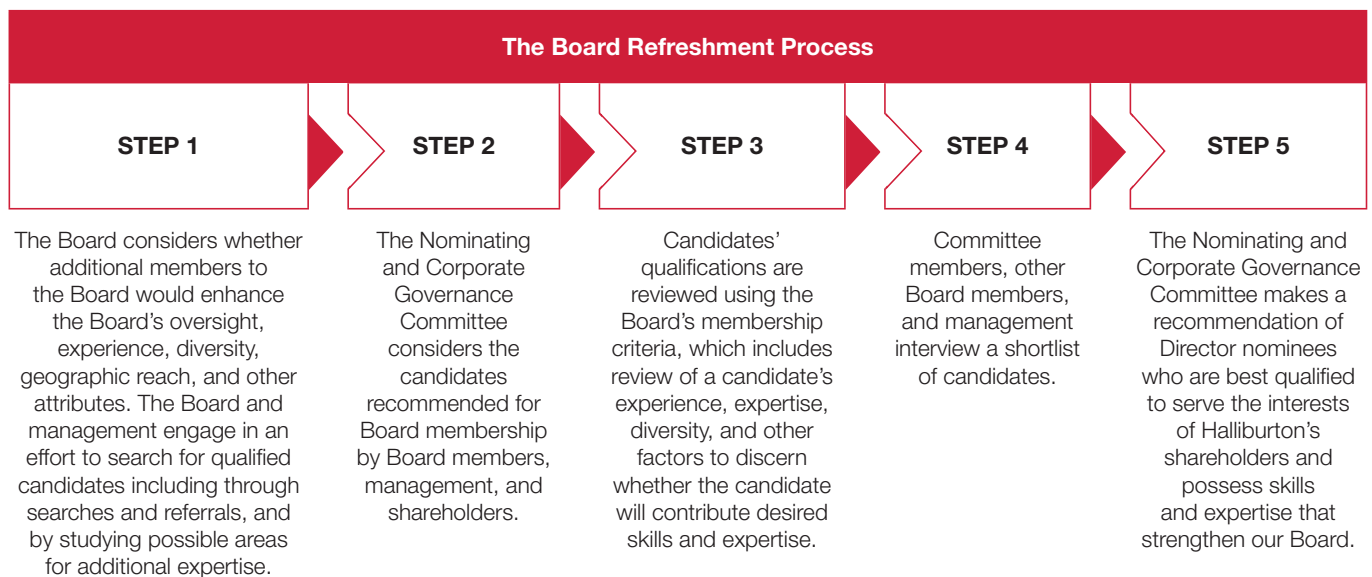 The Board Refreshment Process
STEP 1
STEP 2
STEP 3
STEP 4
STEP 5
The Board considers whether
additional members to
the Board would enhance
the Board’s oversight,
experience, diversity,
geographic reach, and other
attributes. The Board and
management engage in an
effort to search for qualified
candidates including through
searches and referrals, and
by studying possible areas
for additional expertise.
The Nominating
and Corporate
Governance
Committee
considers the
candidates
recommended for
Board membership
by Board members,
management, and
shareholders.
Candidates’
qualifications are
reviewed using the
Board’s membership
criteria, which includes
review of a candidate’s
experience, expertise,
diversity, and other
factors to discern
whether the candidate
will contribute desired
skills and expertise.
Committee
members, other
Board members,
and management
interview a shortlist
of candidates.
The Nominating and
Corporate Governance
Committee makes a
recommendation of
Director nominees
who are best qualified
to serve the interests
of Halliburton’s
shareholders and
possess skills
and expertise that
strengthen our Board.